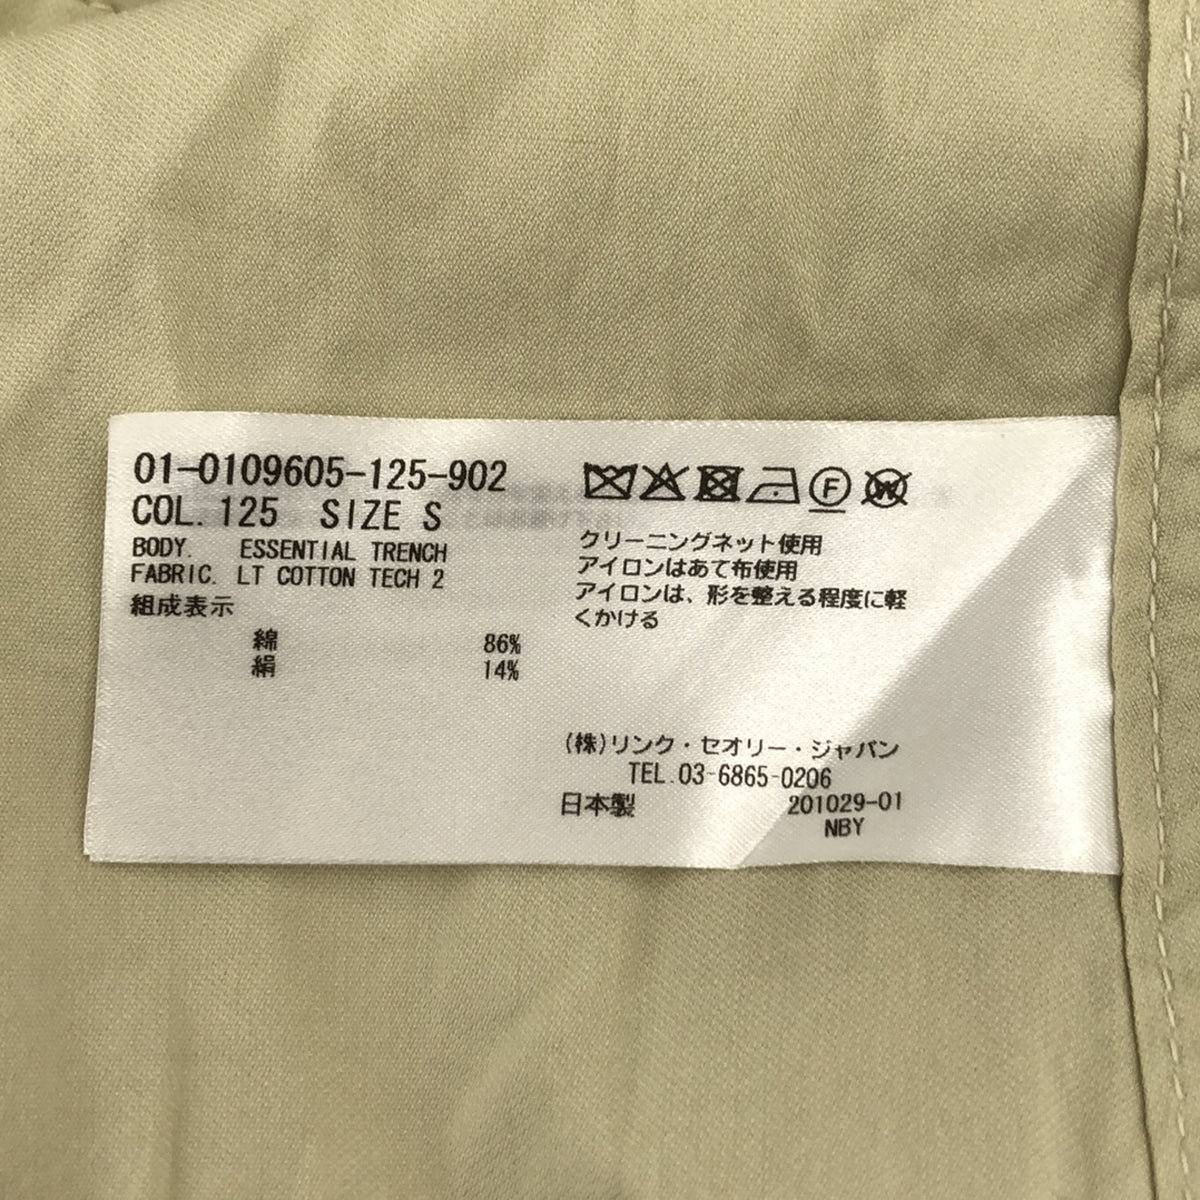 01-0109605-125-902
COL. 125 SIZE S
BODY. ESSENTIAL TRENCH
FABRIC. LT COTTON TECH 2
組成表示
綿 86%
絹 14%
F
W
クリーニングネット使用
アイロンはあて布使用
アイロンは、形を整える程度に軽
くかける
(株)リンク・セオリー・ジャパン
TEL.03-6865-0206
日本製 201029-01
NBY